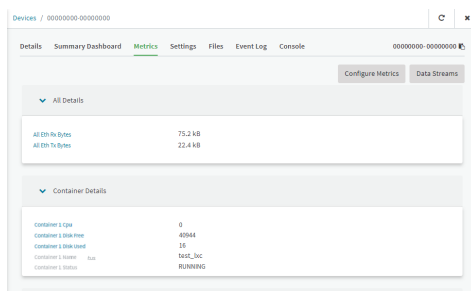 Devices / 00000000-00000000
Details Summary Dashboard Metrics Settings Files Event Log Console 00000000-00000000
Configure Metrics Data Streams
All Details
All Eth Rx Bytes 75.2 kB
All Eth Tx Bytes 22.4 kB
Container Details
Container 1 Cpu 0
Container 1 Disk Free 40944
Container 1 Disk Used 16
Container 1 Name test_lxc
Container 1 Status RUNNING